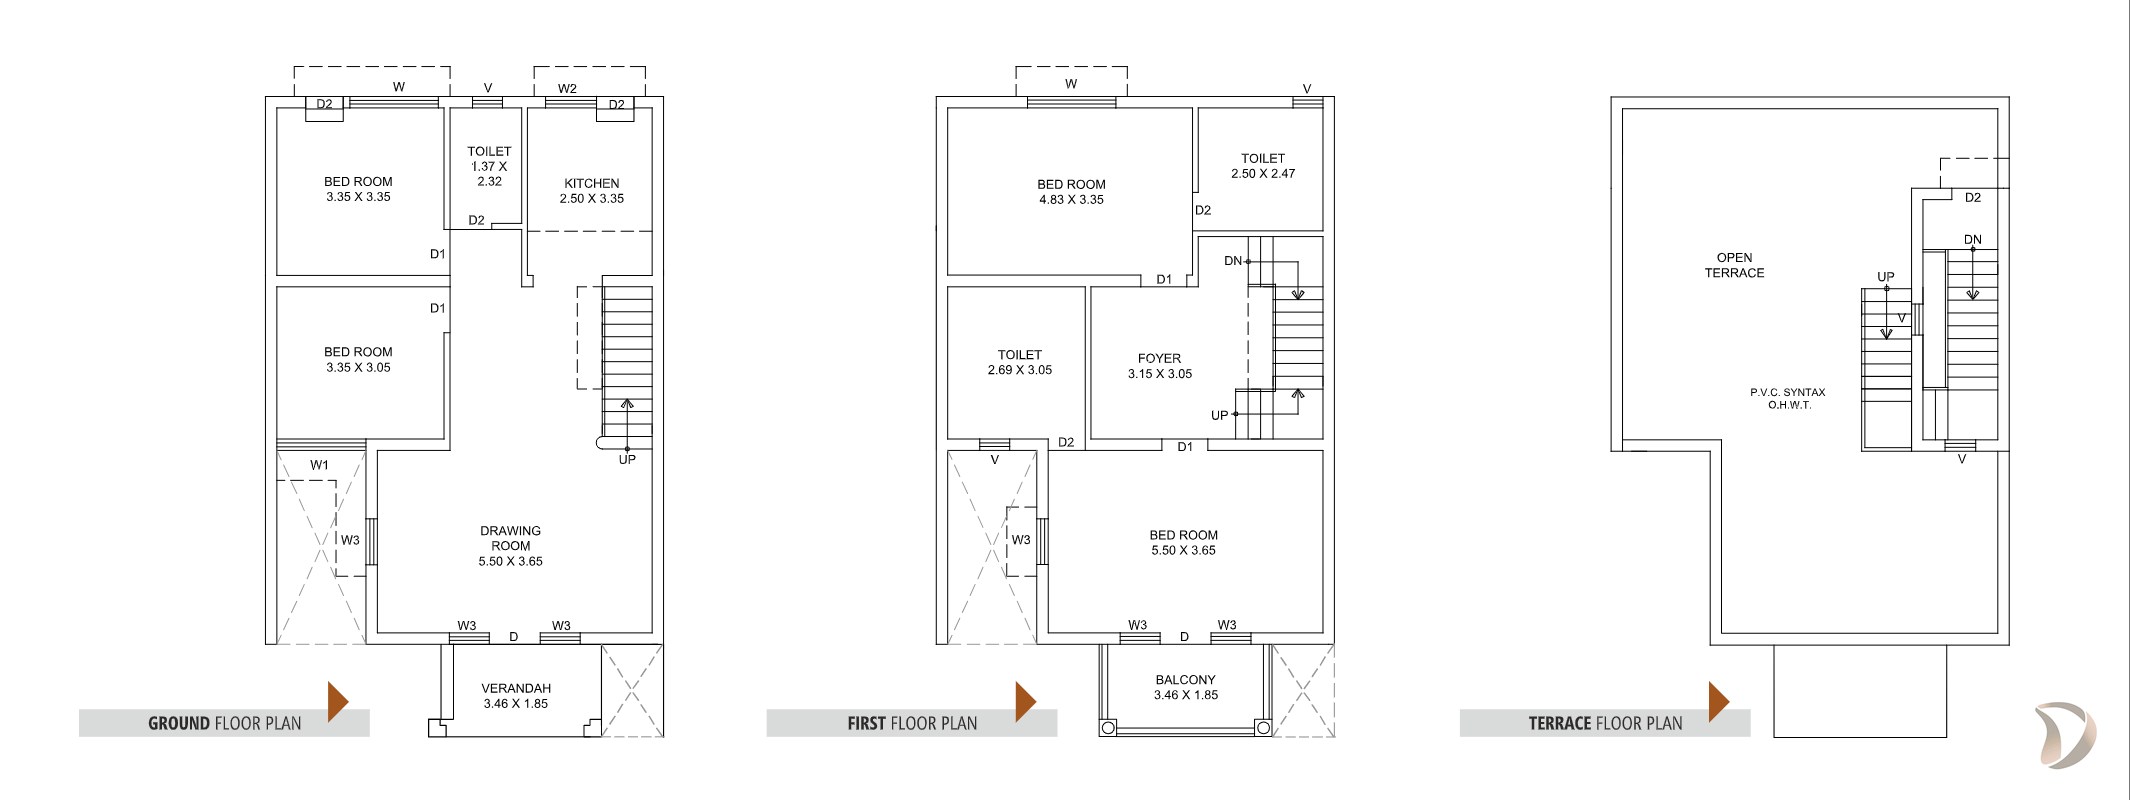 W
V
W2
D2
D2
TOILET
1.37 X
2.32
BED ROOM
3.35 X 3.35
KITCHEN
2.50 X 3.35
D2
D1
D1
BED ROOM
3.35 X 3.05
UP
W1
W3
DRAWING
ROOM
5.50 X 3.65
W3
D
W3
VERANDAH
3.46 X 1.85
GROUND FLOOR PLAN
W
V
TOILET
2.50 X 2.47
BED ROOM
4.83 X 3.35
D2
DN
D1
TOILET
2.69 X 3.05
FOYER
3.15 X 3.05
UP
D2
D1
V
W3
BED ROOM
5.50 X 3.65
W3
D
W3
BALCONY
3.46 X 1.85
FIRST FLOOR PLAN
D2
DN
OPEN
TERRACE
UP
V
P.V.C. SYNTAX
O.H.W.T.
V
TERRACE FLOOR PLAN